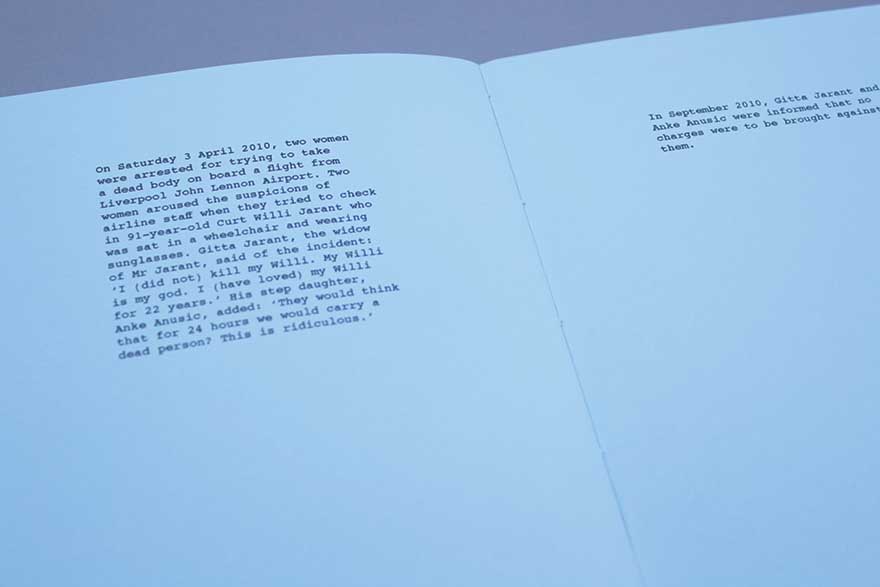 On Saturday 3 April 2010, two women
were arrested for trying to take
a dead body on board a flight from
Liverpool John Lennon Airport. Two
women aroused the suspicions of
airline staff when they tried to check
in 91-year-old Curt Willi Jarant who
was sat in a wheelchair and wearing
sunglasses. Gitta Jarant, the widow
of Mr Jarant, said of the incident:
‘I (did not) kill my Willi. My Willi
is my god. I (have loved) my Willi
for 22 years.’ His step daughter,
Anke Anusic, added: ‘They would think
that for 24 hours we would carry a
dead person? This is ridiculous.’
In September 2010, Gitta Jarant and
Anke Anusic were informed that no
charges were to be brought against
them.